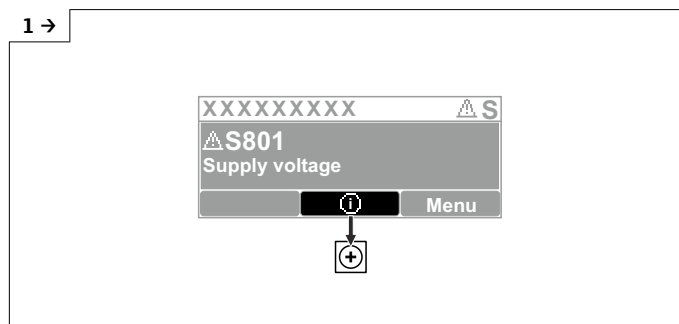 1 →
XXXXXXXXX ⚠ S
⚠S801
Supply voltage
ⓘ Menu
+